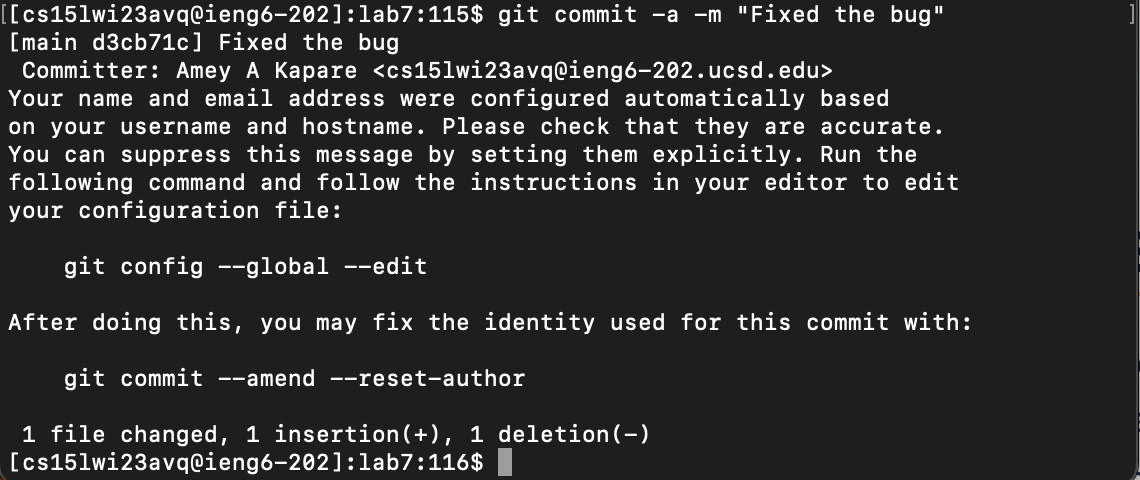 [[cs15lwi23avq@ieng6-202]:lab7:115$ git commit -a -m "Fixed the bug" ]
[main d3cb71c] Fixed the bug
 Committer: Amey A Kapare <cs15lwi23avq@ieng6-202.ucsd.edu>
Your name and email address were configured automatically based
on your username and hostname. Please check that they are accurate.
You can suppress this message by setting them explicitly. Run the
following command and follow the instructions in your editor to edit
your configuration file:

    git config --global --edit

After doing this, you may fix the identity used for this commit with:

    git commit --amend --reset-author

 1 file changed, 1 insertion(+), 1 deletion(-)
[cs15lwi23avq@ieng6-202]:lab7:116$